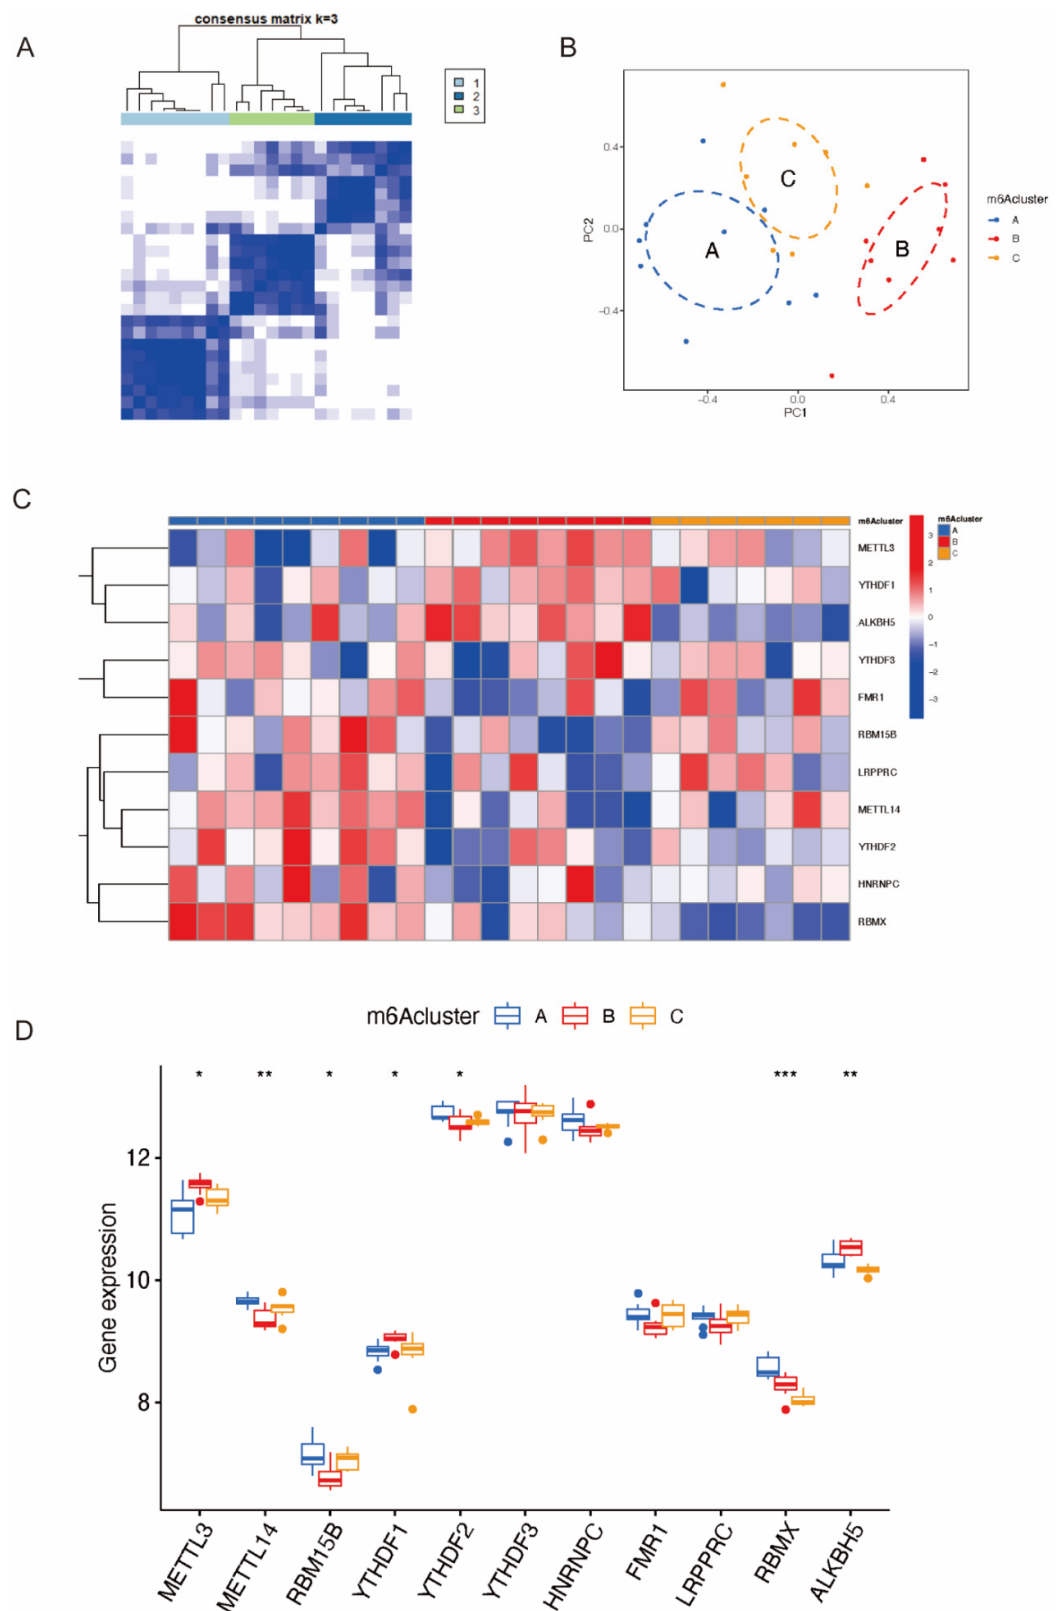 A
consensus matrix k=3
1
2
3
B
0.4
0.0
-0.4
PC2
A
C
B
-0.4
0.0
0.4
PC1
m6Acluster
A
B
C
C
m6Acluster
METTL3
YTHDF1
ALKBH5
YTHDF3
FMR1
RBM15B
LRPPRC
METTL14
YTHDF2
HNRNPC
RBMX
3
2
1
0
-1
-2
-3
m6Acluster
A
B
C
D
m6Acluster A B C
* ** * * * *** **
12
10
8
Gene expression
METTL3
METTL14
RBM15B
YTHDF1
YTHDF2
YTHDF3
HNRNPC
FMR1
LRPPRC
RBMX
ALKBH5